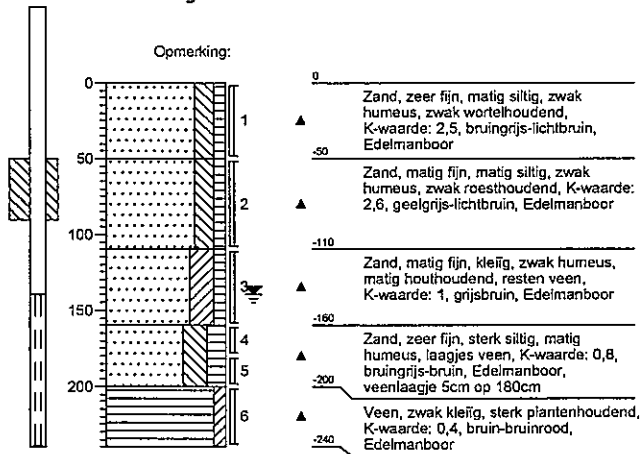 Opmerking:
0
50
100
150
200
1
2
3
4
5
6
0
Zand, zeer fijn, matig siltig, zwak
humeus, zwak wortelhoudend,
K-waarde: 2,5, bruingrijs-lichtbruin,
Edelmanboor
-50
Zand, matig fijn, matig siltig, zwak
humeus, zwak roesthoudend, K-waarde:
2,6, geelgrijs-lichtbruin, Edelmanboor
-110
Zand, matig fijn, kleiïg, zwak humeus,
matig houthoudend, resten veen,
K-waarde: 1, grijsbruin, Edelmanboor
-160
Zand, zeer fijn, sterk siltig, matig
humeus, laagjes veen, K-waarde: 0,8,
bruingrijs-bruin, Edelmanboor,
veenlaagje 5cm op 180cm
-200
Veen, zwak kleiïg, sterk plantenhoudend,
K-waarde: 0,4, bruin-bruinrood,
Edelmanboor
-240